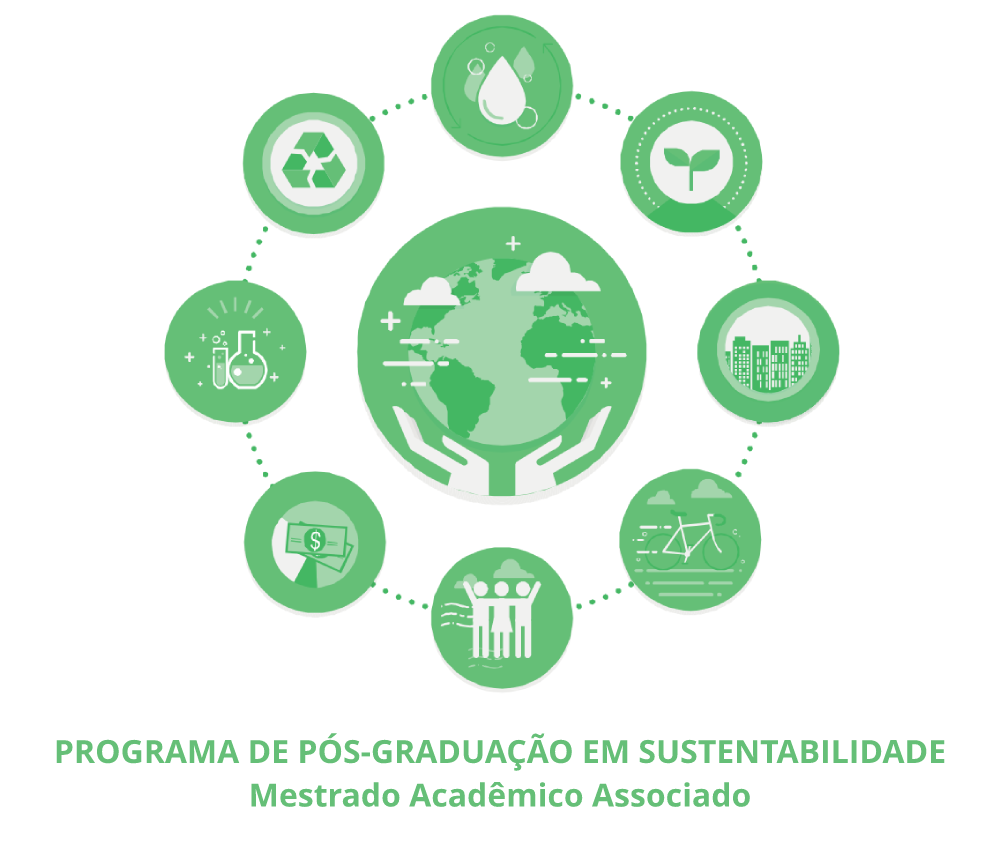 $
PROGRAMA DE PÓS-GRADUAÇÃO EM SUSTENTABILIDADE
Mestrado Acadêmico Associado